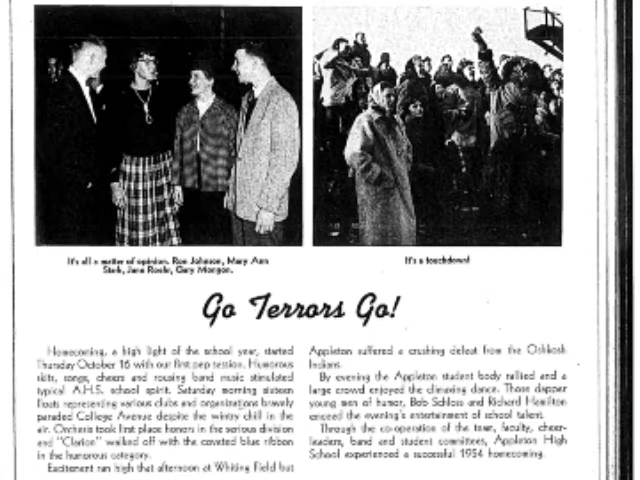 It's all a matter of opinion. Ron Johnson, Mary Ann
Stark, Jane Roehr, Gary Mongan.
It's a touchdown!
Go Terrors Go!
Homecoming, a high light of the school year, started
Thursday October 16 with our first pep session. Humorous
skits, songs, cheers and rousing band music stimulated
typical A.H.S. school spirit. Saturday morning sixteen
floats representing various clubs and organizations bravely
paraded College Avenue despite the wintry chill in the
air. Orchesis took first place honors in the serious division
and "Clarion" walked off with the coveted blue ribbon
in the humorous category.
Excitement ran high that afternoon at Whiting Field but
Appleton suffered a crushing defeat from the Oshkosh
Indians.
By evening the Appleton student body rallied and a
large crowd enjoyed the climaxing dance. Those dapper
young men of humor, Bob Schloss and Richard Hamilton
emceed the evening's entertainment of school talent.
Through the co-operation of the team, faculty, cheer-
leaders, band and student committees, Appleton High
School experienced a successful 1954 homecoming.